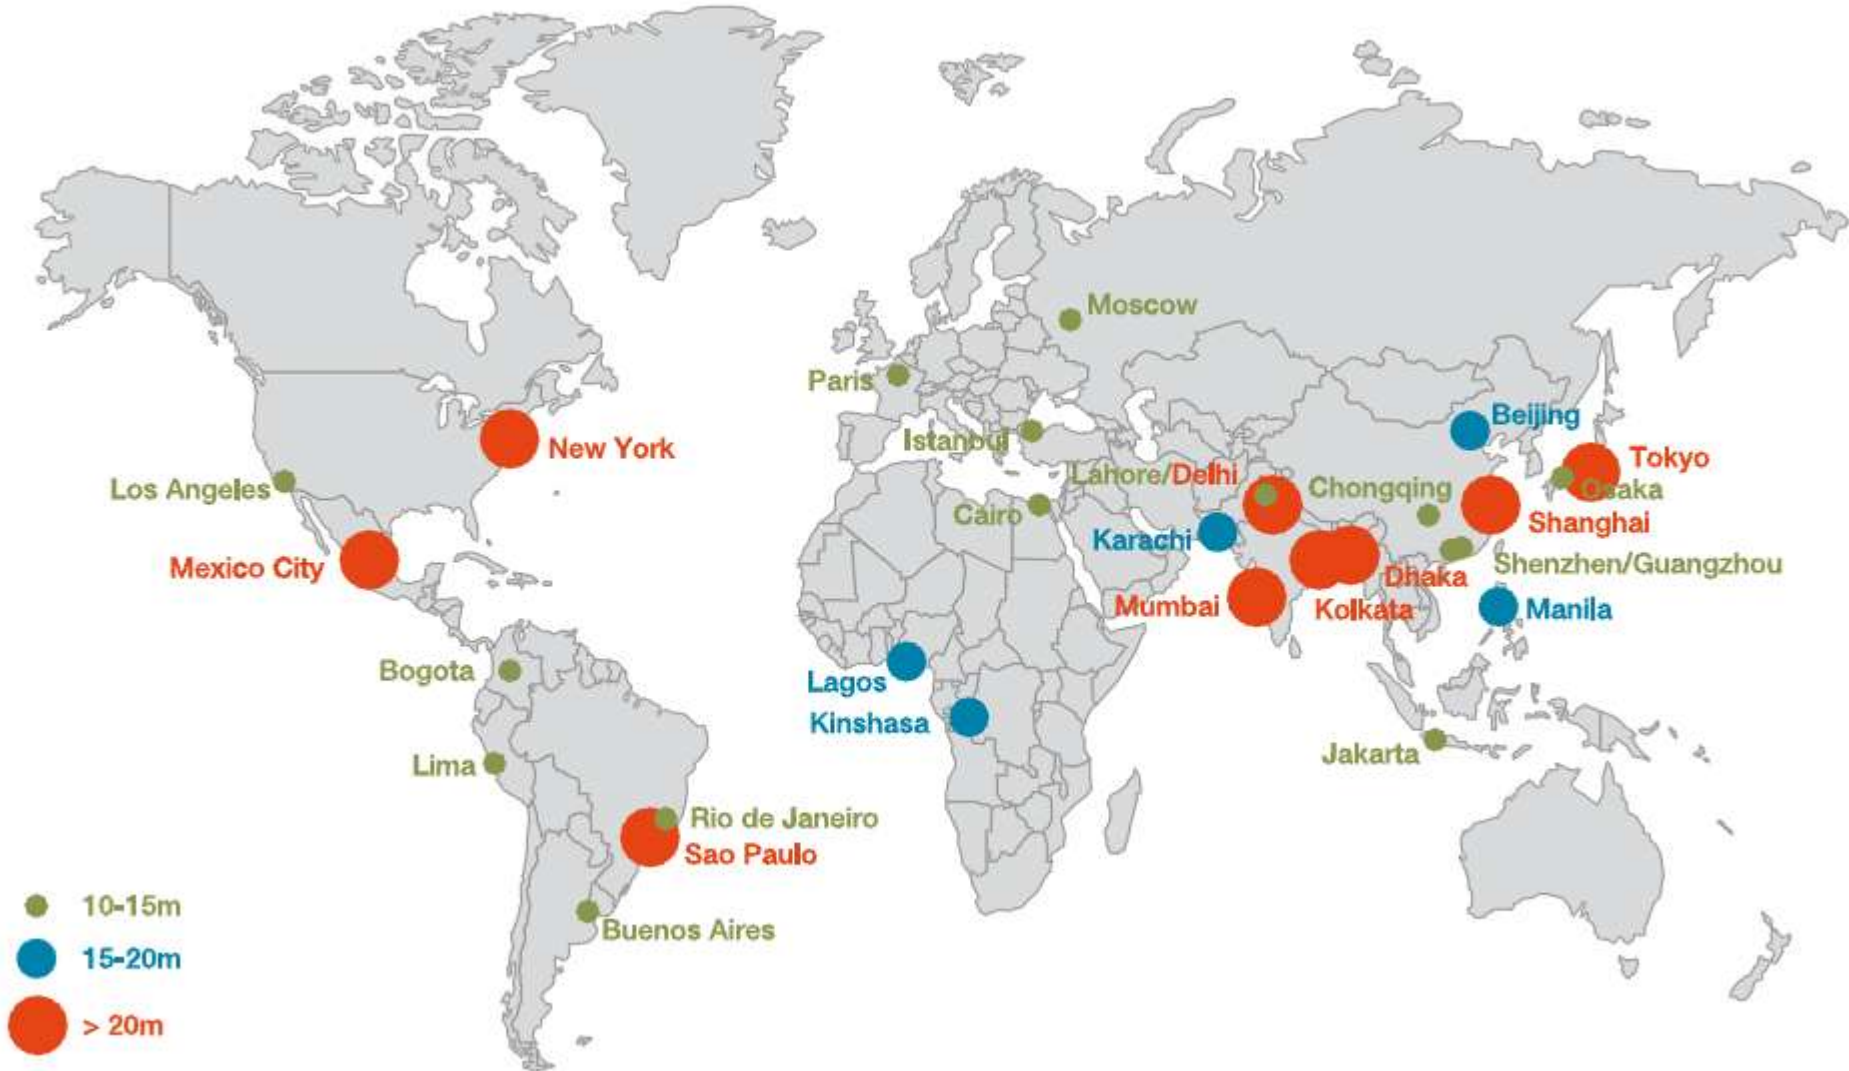 Moscow
Paris
Beijing
Istanbul
New York
Tokyo
Lahore/Delhi
Los Angeles
Chongqing
Osaka
Cairo
Shanghai
Karachi
Mexico City
Shenzhen/Guangzhou
Dhaka
Mumbai
Kolkata
Manila
Bogota
Lagos
Kinshasa
Jakarta
Lima
Rio de Janeiro
Sao Paulo
Buenos Aires
10-15m
15-20m
> 20m